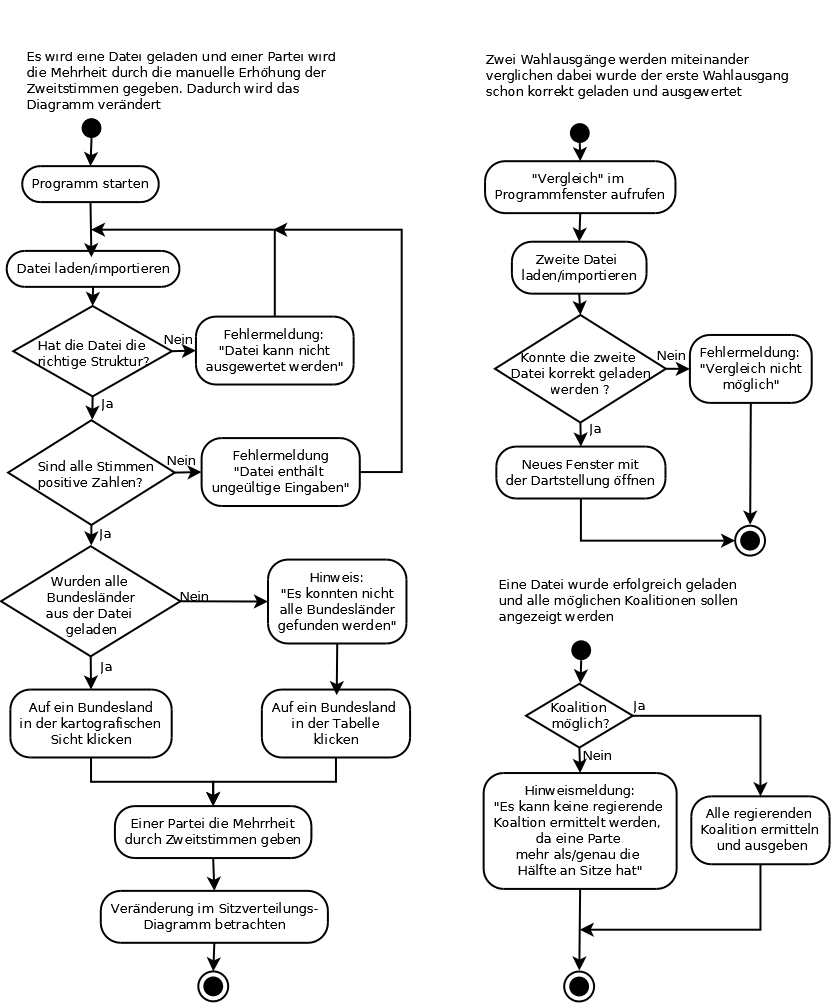 Es wird eine Datei geladen und einer Partei wird
die Mehrheit durch die manuelle Erhöhung der
Zweitstimmen gegeben. Dadurch wird das
Diagramm verändert
Programm starten
Datei laden/importieren
Hat die Datei die
richtige Struktur?
Nein
Fehlermeldung:
"Datei kann nicht
ausgewertet werden"
Ja
Sind alle Stimmen
positive Zahlen?
Nein
Fehlermeldung
"Datei enthält
ungeültige Eingaben"
Ja
Wurden alle
Bundesländer
aus der Datei
geladen
Nein
Hinweis:
"Es konnten nicht
alle Bundesländer
gefunden werden"
Ja
Auf ein Bundesland
in der kartografischen
Sicht klicken
Auf ein Bundesland
in der Tabelle
klicken
Einer Partei die Mehrrheit
durch Zweitstimmen geben
Veränderung im Sitzverteilungs-
Diagramm betrachten
Zwei Wahlausgänge werden miteinander
verglichen dabei wurde der erste Wahlausgang
schon korrekt geladen und ausgewertet
"Vergleich" im
Programmfenster aufrufen
Zweite Datei
laden/importieren
Konnte die zweite
Datei korrekt geladen
werden ?
Nein
Fehlermeldung:
"Vergleich nicht
möglich"
Ja
Neues Fenster mit
der Dartstellung öffnen
Eine Datei wurde erfolgreich geladen
und alle möglichen Koalitionen sollen
angezeigt werden
Koalition
möglich?
Ja
Nein
Hinweismeldung:
"Es kann keine regierende
Koaltion ermittelt werden,
da eine Parte
mehr als/genau die
Hälfte an Sitze hat"
Alle regierenden
Koalition ermitteln
und ausgeben